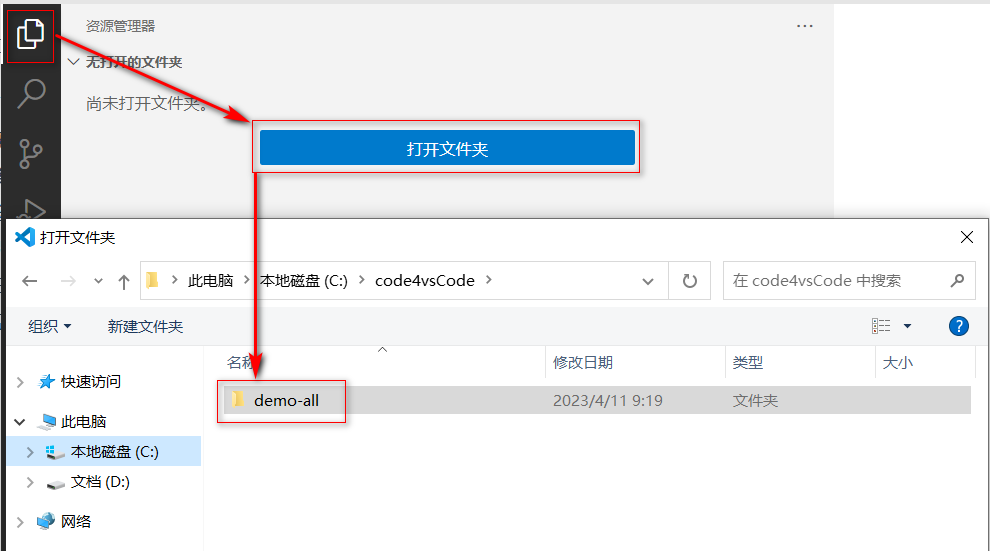 资源管理器
···
无打开的文件夹
尚未打开文件夹。
打开文件夹
打开文件夹
此电脑 本地磁盘 (C:) code4vsCode
在 code4vsCode 中搜索
组织 新建文件夹
?
名称 修改日期 类型 大小
快速访问
demo-all 2023/4/11 9:19 文件夹
此电脑
本地磁盘 (C:)
文档 (D:)
网络